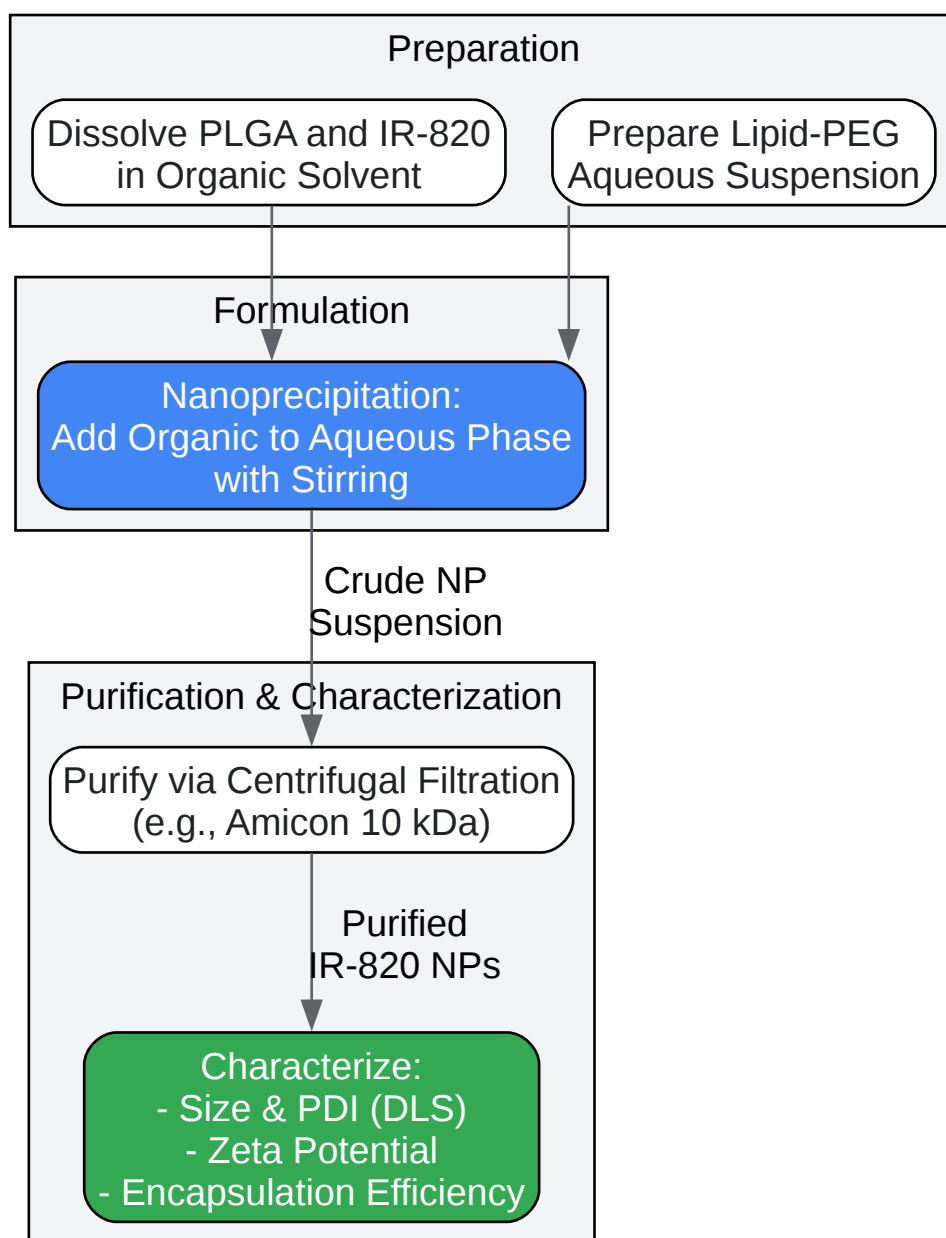 Preparation
Dissolve PLGA and IR-820
in Organic Solvent
Prepare Lipid-PEG
Aqueous Suspension
Formulation
Nanoprecipitation:
Add Organic to Aqueous Phase
with Stirring
Crude NP
Suspension
Purification & Characterization
Purify via Centrifugal Filtration
(e.g., Amicon 10 kDa)
Purified
IR-820 NPs
Characterize:
- Size & PDI (DLS)
- Zeta Potential
- Encapsulation Efficiency